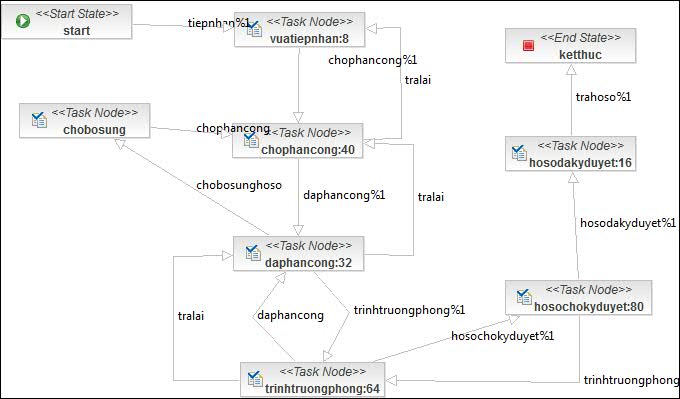 <<Start State>>
start
tiepnhan%1
<<Task Node>>
vuatiepnhan:8
chophancong%1
tralai
<<End State>>
ketthuc
trahoso%1
<<Task Node>>
chobosung
chophancong
<<Task Node>>
chophancong:40
<<Task Node>>
hosodakyduyet:16
chobosunghoso
daphancong%1
tralai
hosodakyduyet%1
<<Task Node>>
daphancong:32
<<Task Node>>
hosochokyduyet:80
tralai
daphancong
trinhtruongphong%1
hosochokyduyet%1
<<Task Node>>
trinhtruongphong:64
trinhtruongphong